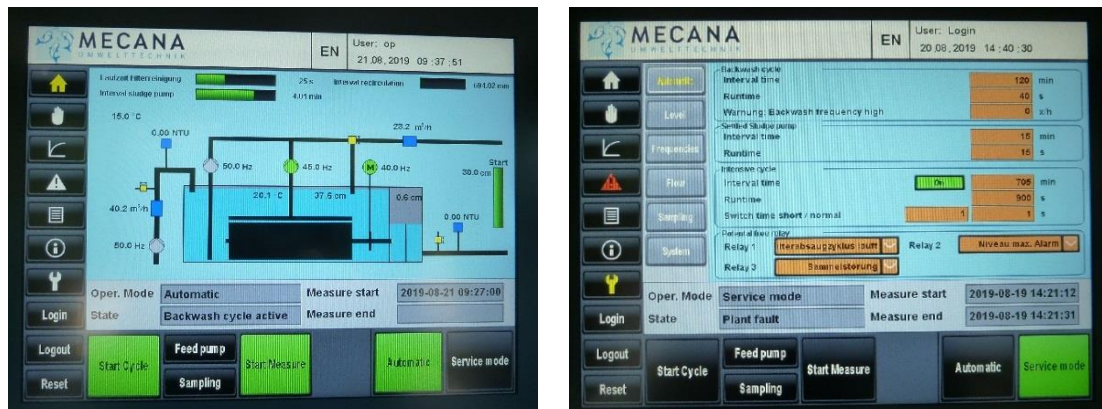 MECANA
UMWELTTECHNIK
EN
User: op
21.08.2019 09:37:51
Laufzeit Filterreinigung
25 s
Interval recirculation
Interval sludge pump
4.01 min
15.0 °C
0.00 NTU
28.2 m³/h
50.0 Hz
45.0 Hz
M
40.0 Hz
Start
30.0 cm
20.1 °C
37.5 cm
0.6 cm
40.2 m³/h
0.00 NTU
50.0 Hz
Oper. Mode
Automatic
Measure start
2019-08-21 09:27:00
Login
State
Backwash cycle active
Measure end
Logout
Reset
Start Cycle
Feed pump
Sampling
Start Measure
Automatic
Service mode
MECANA
UMWELTTECHNIK
EN
User: Login
20.08.2019 14:40:30
Automatic
Level
Frequencies
Flow
Sampling
System
Backwash cycle
Interval time
120 min
Runtime
40 s
Warnung: Backwash frequency high
0 x/h
Settled Sludge pump
Interval time
15 min
Runtime
15 s
Intensive cycle
Interval time
On
705 min
Runtime
900 s
Switch time short / normal
1
1 s
Potential free relay
Relay 1
lterabsaugzyklus läuft
Relay 2
Niveau max. Alarm
Relay 3
Sammelstörung
Oper. Mode
Service mode
Measure start
2019-08-19 14:21:12
Login
State
Plant fault
Measure end
2019-08-19 14:21:31
Logout
Reset
Start Cycle
Feed pump
Sampling
Start Measure
Automatic
Service mode